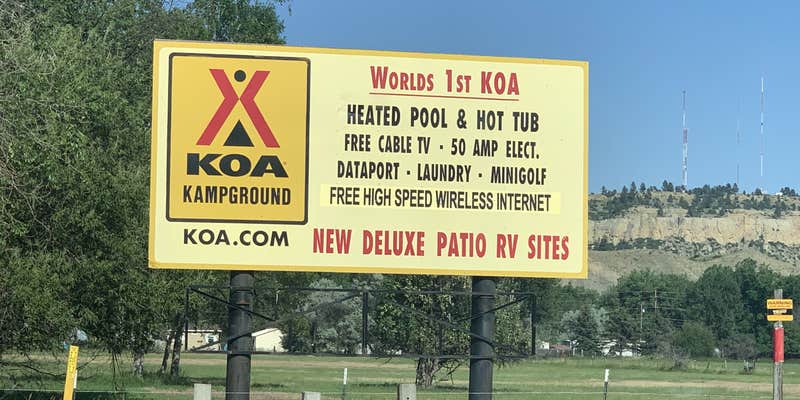 KOA
KAMPGROUND
KOA.COM
WORLDS 1ST KOA
HEATED POOL & HOT TUB
FREE CABLE TV - 50 AMP ELECT.
DATAPORT - LAUNDRY - MINIGOLF
FREE HIGH SPEED WIRELESS INTERNET
NEW DELUXE PATIO RV SITES
WARNING